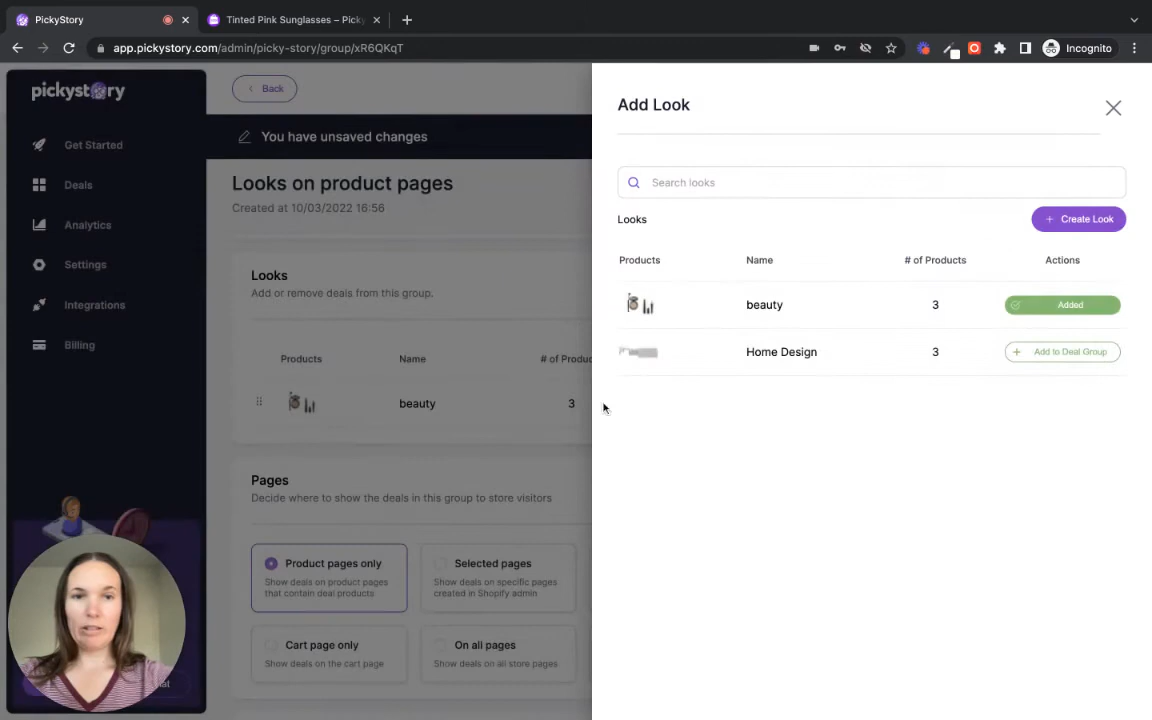 PickyStory
Tinted Pink Sunglasses – Picky
app.pickystory.com/admin/picky-story/group/xR6QKqT
Incognito
pickystory
Get Started
Deals
Analytics
Settings
Integrations
Billing
Back
You have unsaved changes
Looks on product pages
Created at 10/03/2022 16:56
Looks
Add or remove deals from this group.
Products Name # of Produc
beauty 3
Pages
Decide where to show the deals in this group to store visitors
Product pages only
Show deals on product pages
that contain deal products
Selected pages
Show deals on specific pages
created in Shopify admin
Cart page only
Show deals on the cart page
On all pages
Show deals on all store pages
Add Look
Search looks
Looks
+ Create Look
Products Name # of Products Actions
beauty 3 Added
Home Design 3 + Add to Deal Group